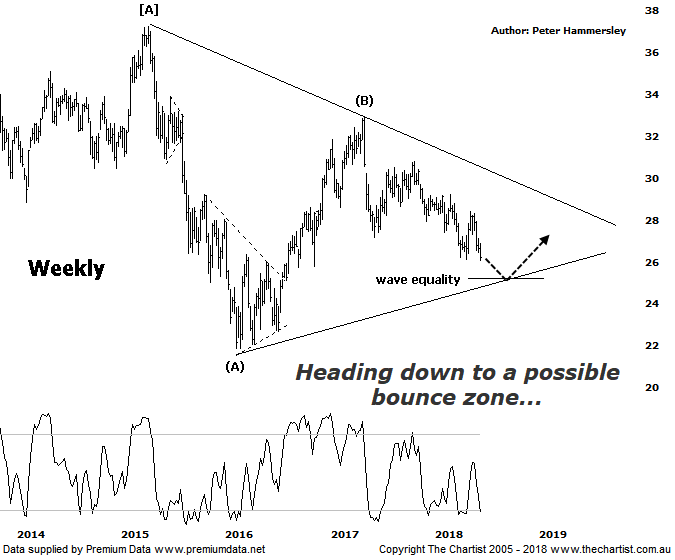 [A]
Author: Peter Hammersley
38
36
34
32
30
28
26
24
22
20
(B)
Weekly
wave equality
(A)
Heading down to a possible
bounce zone...
2014 2015 2016 2017 2018 2019
Data supplied by Premium Data www.premiumdata.net
Copyright The Chartist 2005 - 2018 www.thechartist.com.au